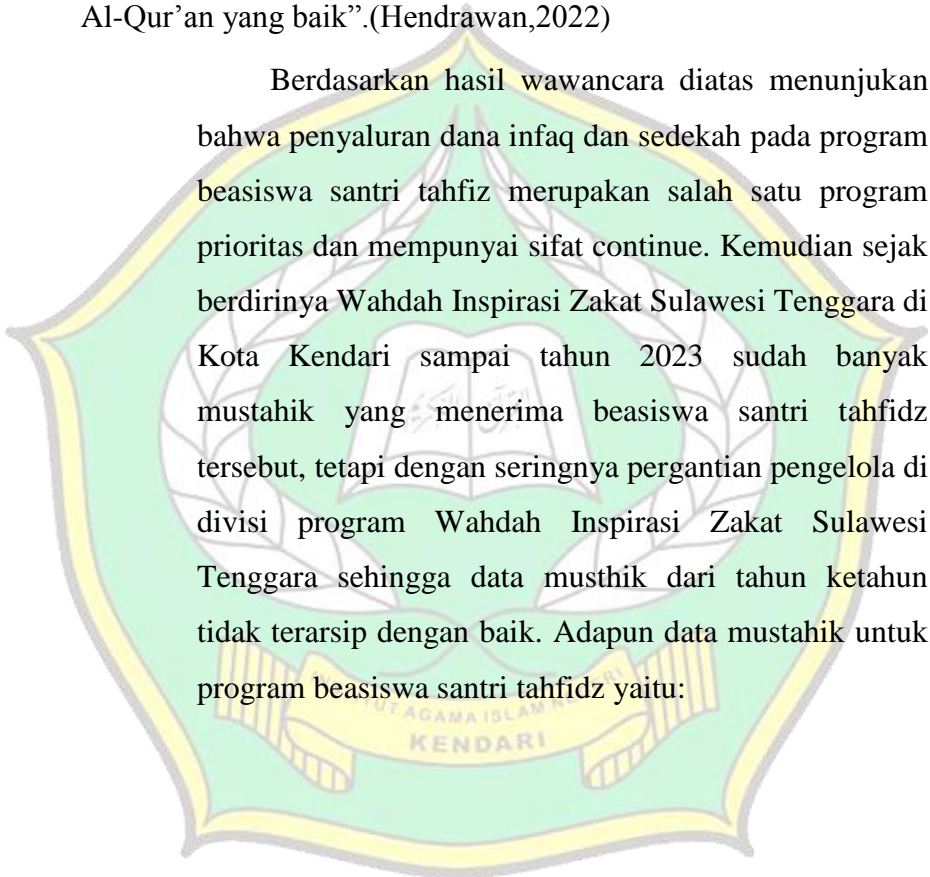 Al-Qur’an yang baik”.(Hendrawan,2022)
Berdasarkan hasil wawancara diatas menunjukan
bahwa penyaluran dana infaq dan sedekah pada program
beasiswa santri tahfiz merupakan salah satu program
prioritas dan mempunyai sifat continue. Kemudian sejak
berdirinya Wahdah Inspirasi Zakat Sulawesi Tenggara di
Kota Kendari sampai tahun 2023 sudah banyak
mustahik yang menerima beasiswa santri tahfidz
tersebut, tetapi dengan seringnya pergantian pengelola di
divisi program Wahdah Inspirasi Zakat Sulawesi
Tenggara sehingga data musthik dari tahun ketahun
tidak terarsip dengan baik. Adapun data mustahik untuk
program beasiswa santri tahfidz yaitu:
AGAMA ISLAM
KENDARI